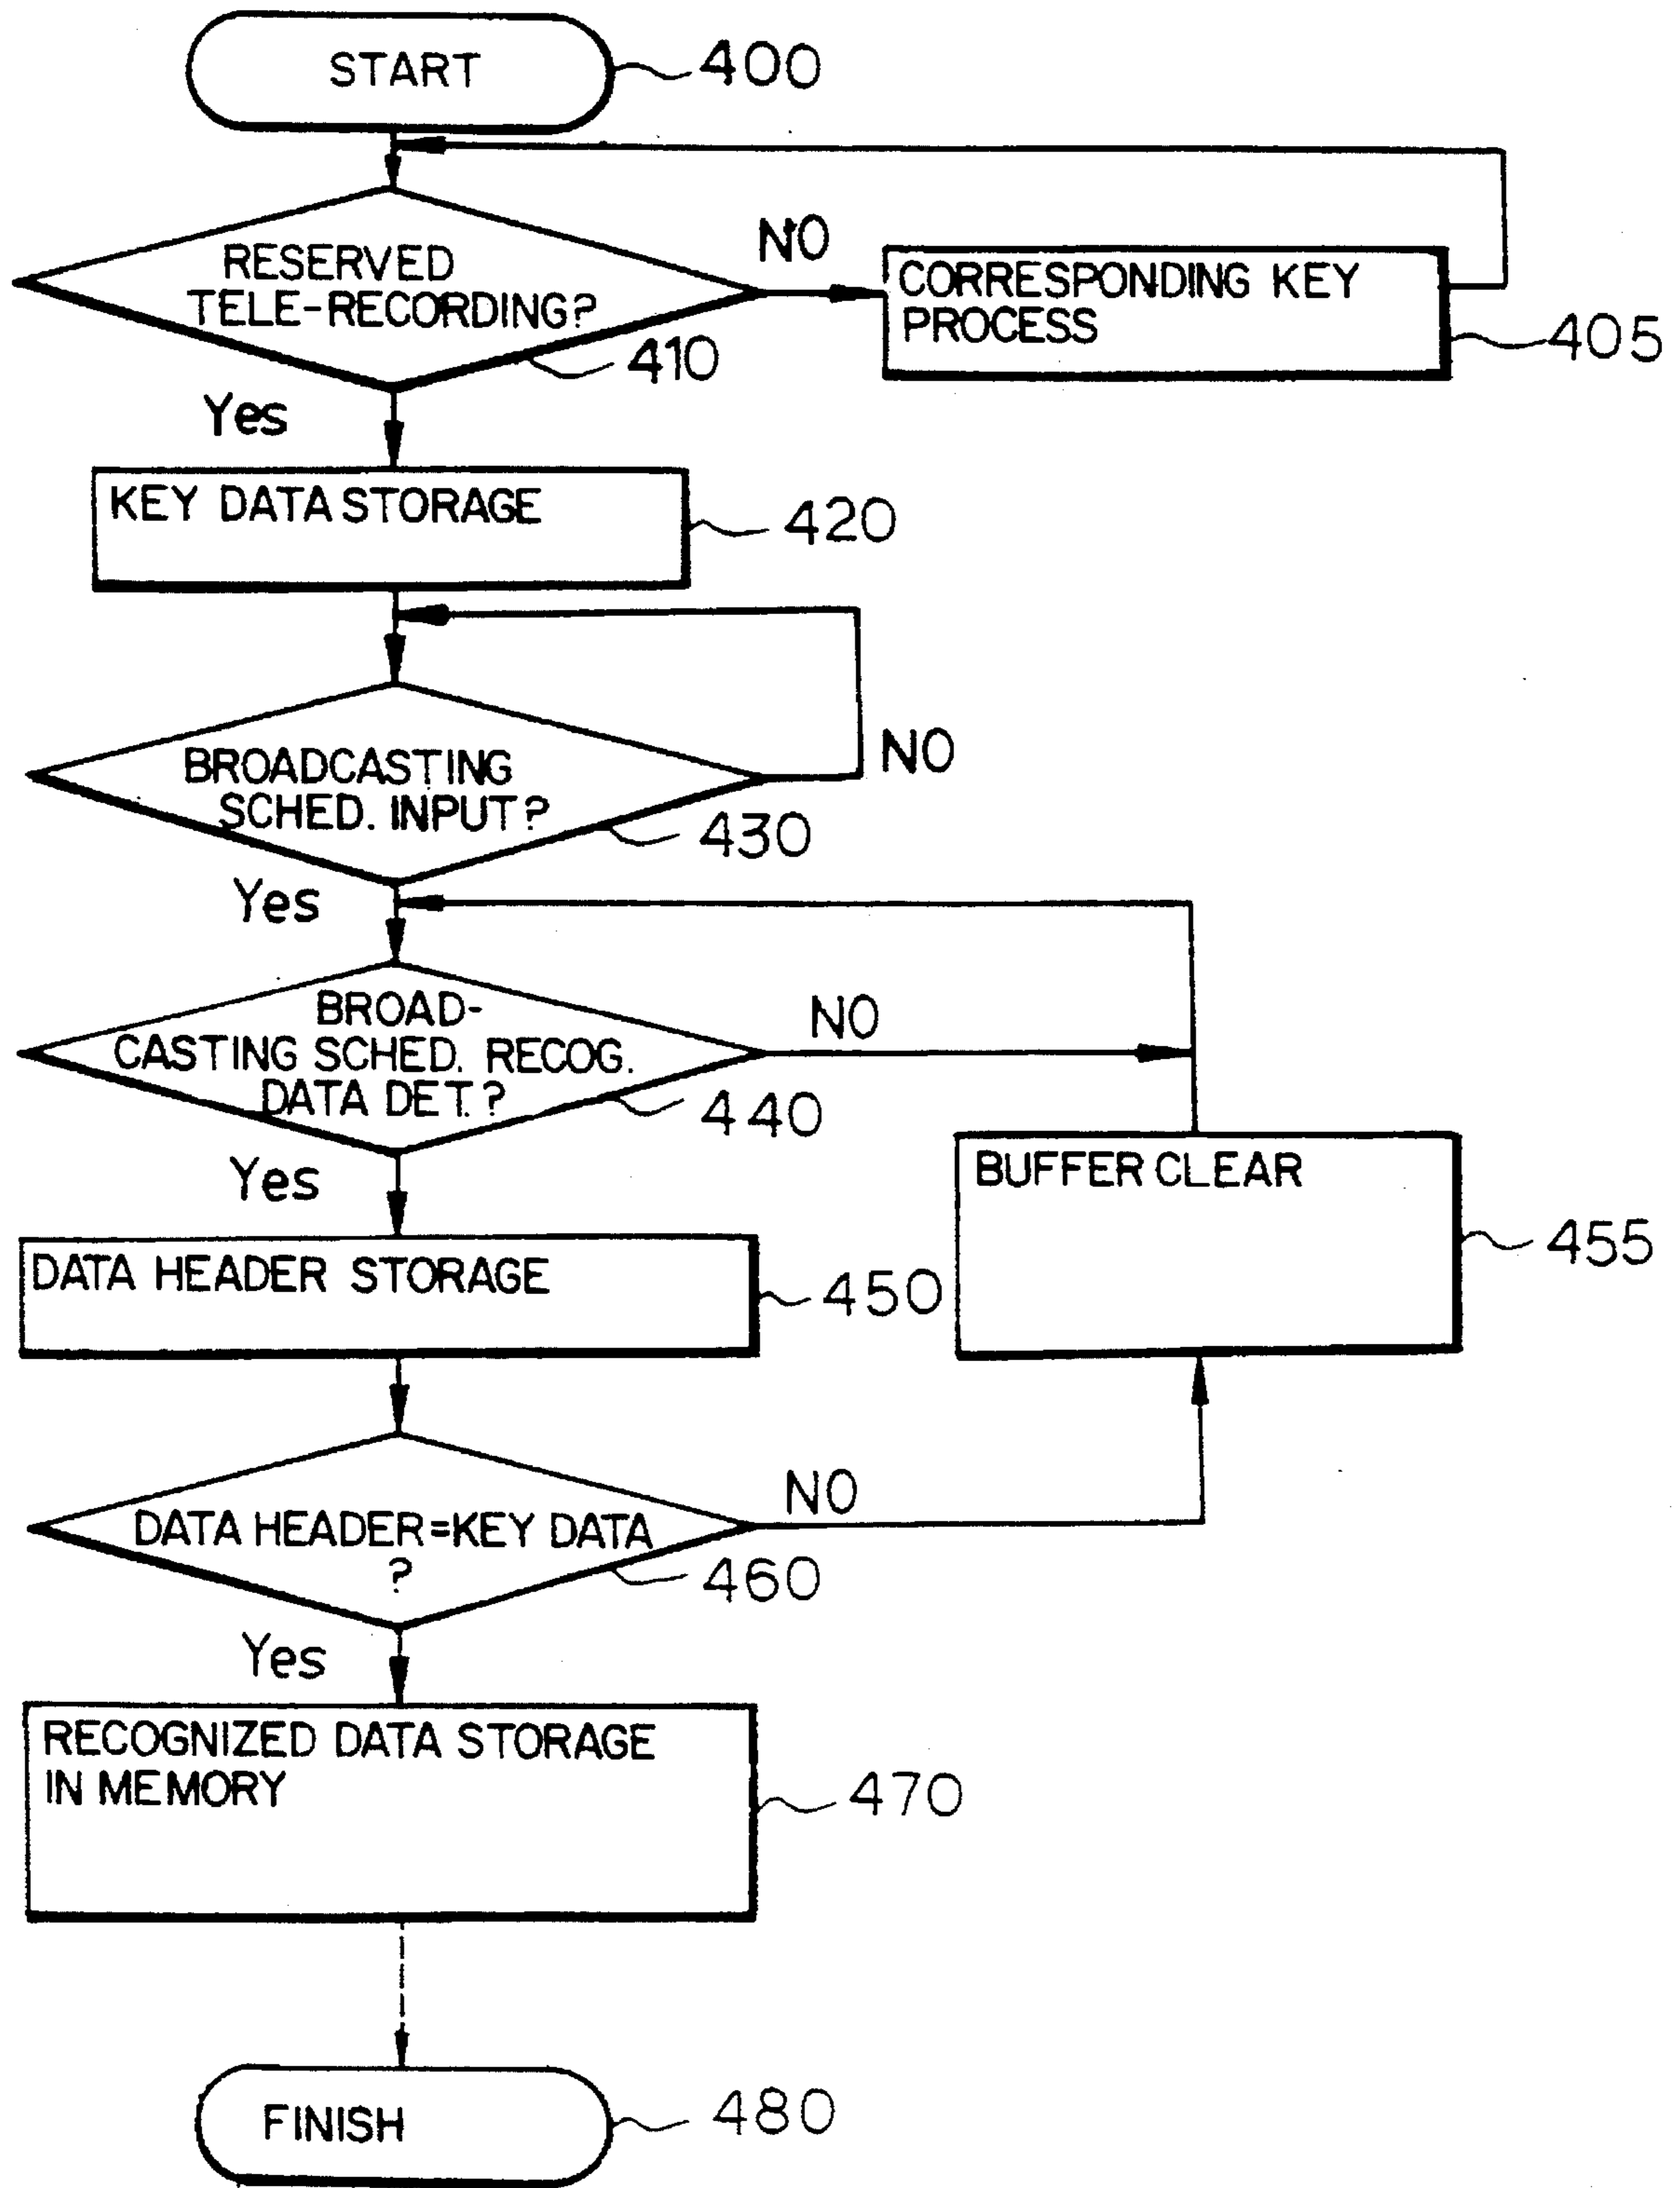 START
400
RESERVED
TELE-RECORDING?
410
NO
CORRESPONDING KEY
PROCESS
405
Yes
KEY DATA STORAGE
420
BROADCASTING
SCHED. INPUT?
430
NO
Yes
BROAD-
CASTING SCHED. RECOG.
DATA DET.?
440
NO
Yes
BUFFER CLEAR
455
DATA HEADER STORAGE
450
DATA HEADER=KEY DATA
?
460
NO
Yes
RECOGNIZED DATA STORAGE
IN MEMORY
470
FINISH
480